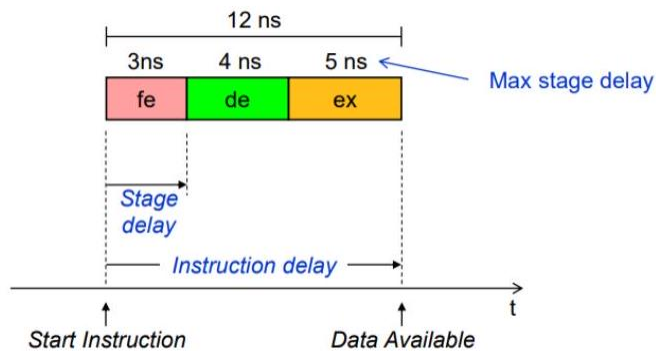 12 ns
3ns 4 ns 5 ns
Max stage delay
fe de ex
Stage
delay
Instruction delay
t
Start Instruction Data Available